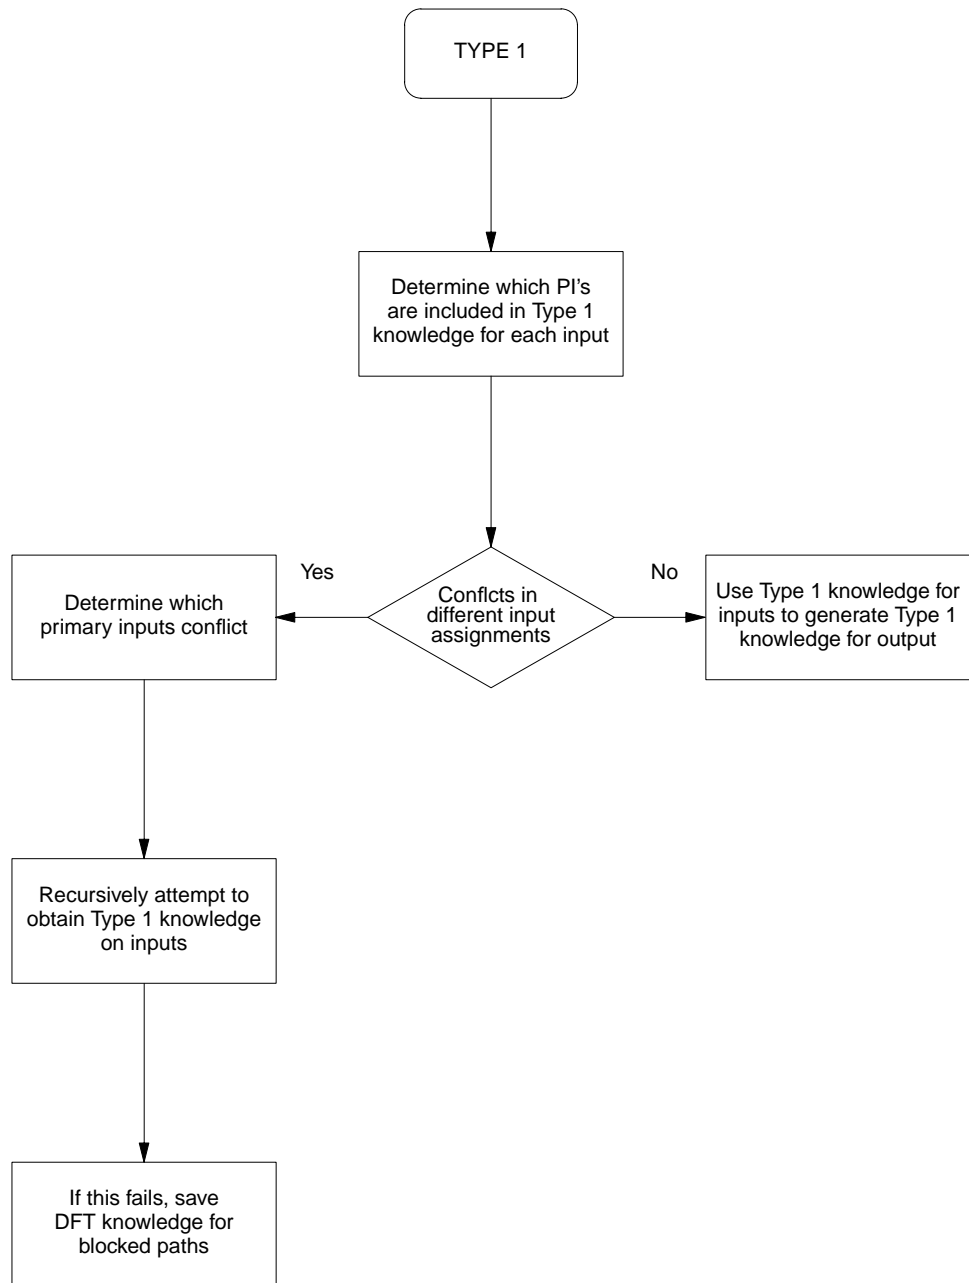 TYPE 1
Determine which PI's
are included in Type 1
knowledge for each input
Yes
No
Conflcts in
different input
assignments
Determine which
primary inputs conflict
Use Type 1 knowledge for
inputs to generate Type 1
knowledge for output
Recursively attempt to
obtain Type 1 knowledge
on inputs
If this fails, save
DFT knowledge for
blocked paths